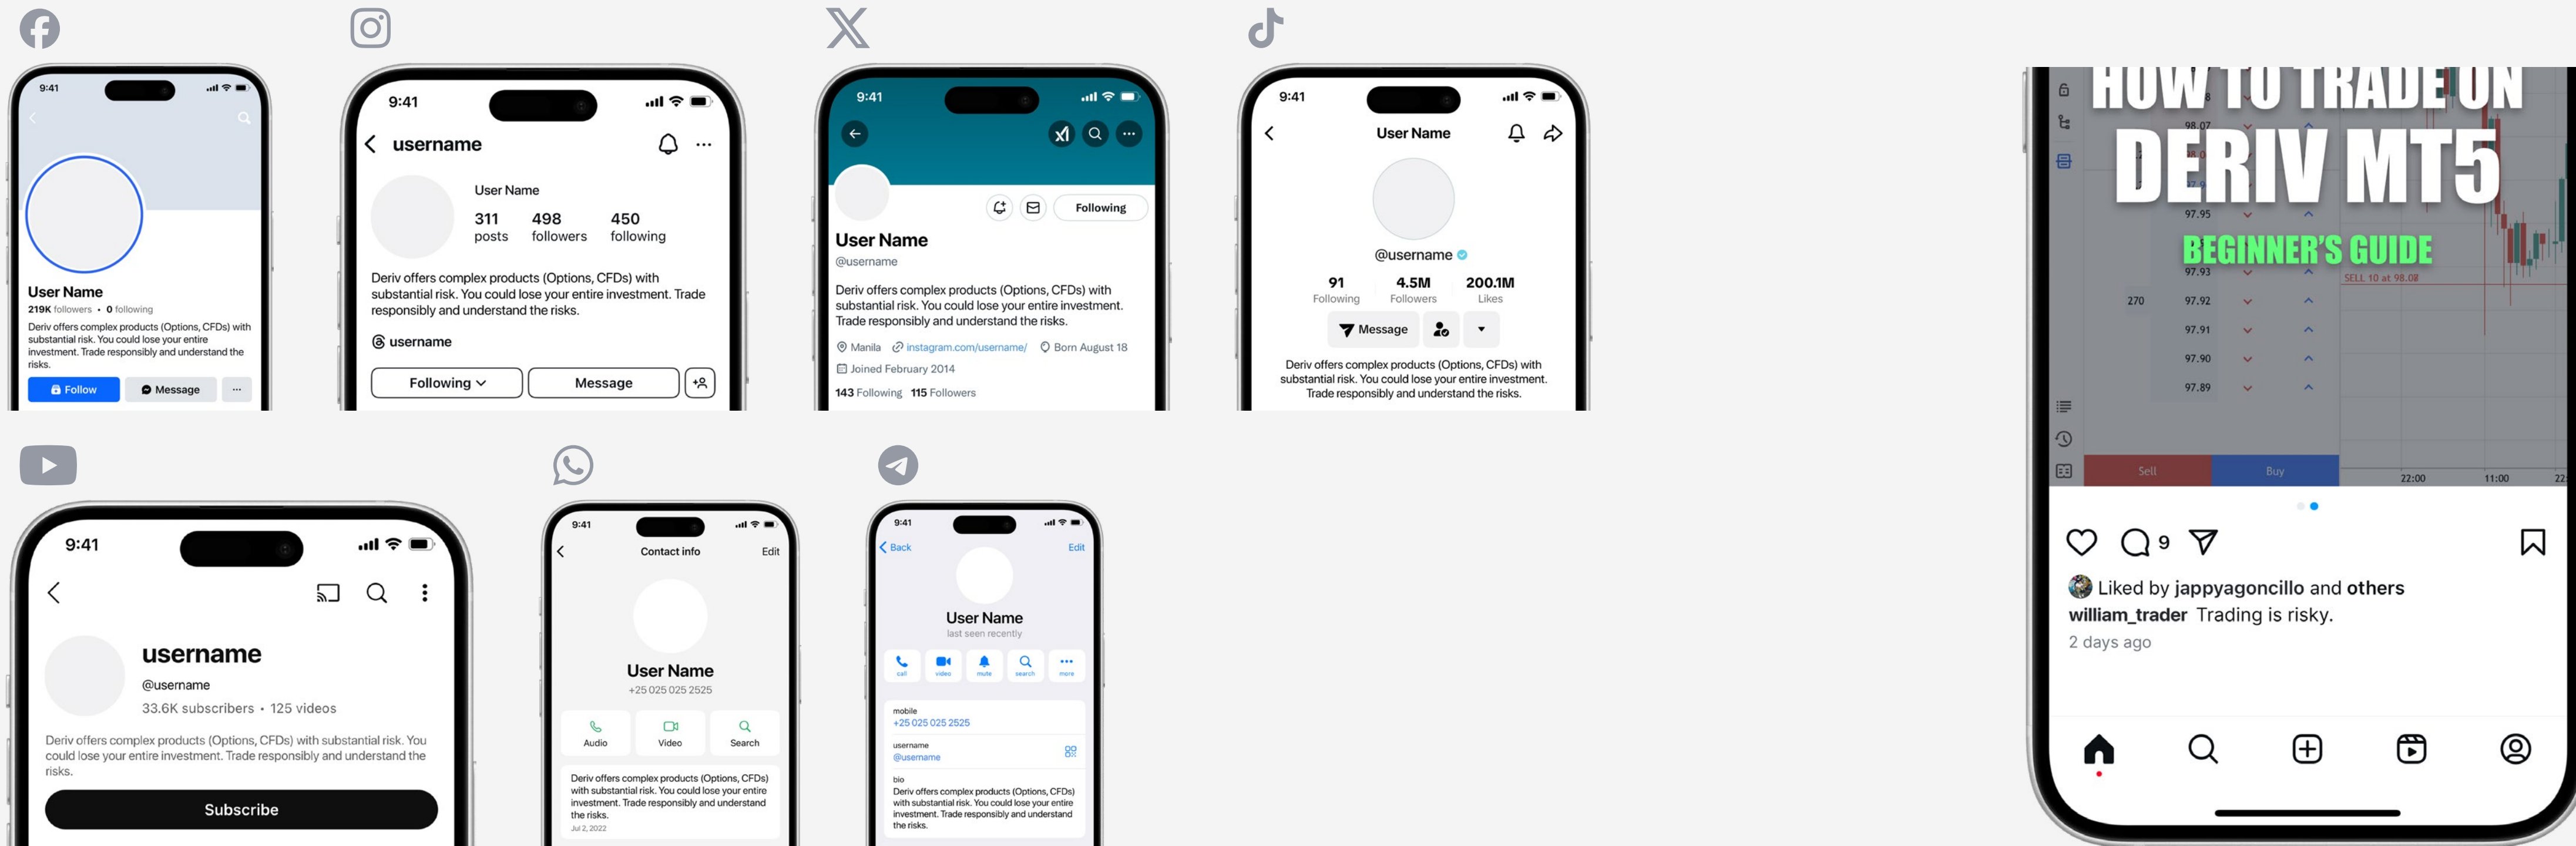 9:41
User Name
219K followers • 0 following
Deriv offers complex products (Options, CFDs) with
substantial risk. You could lose your entire
investment. Trade responsibly and understand the
risks.
Follow
Message
9:41
username
User Name
311 498 450
posts followers following
Deriv offers complex products (Options, CFDs) with
substantial risk. You could lose your entire investment. Trade
responsibly and understand the risks.
username
Following
Message
9:41
Following
User Name
@username
Deriv offers complex products (Options, CFDs) with
substantial risk. You could lose your entire investment.
Trade responsibly and understand the risks.
Manila instagram.com/username/ Born August 18
Joined February 2014
143 Following 115 Followers
9:41
User Name
@username
91 4.5M 200.1M
Following Followers Likes
Message
Deriv offers complex products (Options, CFDs) with
substantial risk. You could lose your entire investment.
Trade responsibly and understand the risks.
9:41
username
@username
33.6K subscribers • 125 videos
Deriv offers complex products (Options, CFDs) with substantial risk. You
could lose your entire investment. Trade responsibly and understand the
risks.
Subscribe
9:41
Contact info
Edit
User Name
+25 025 025 2525
Audio Video Search
Deriv offers complex products (Options, CFDs)
with substantial risk. You could lose your entire
investment. Trade responsibly and understand
the risks.
Jul 2, 2022
9:41
Back
Edit
User Name
last seen recently
call video mute search more
mobile
+25 025 025 2525
username
@username
bio
Deriv offers complex products (Options, CFDs)
with substantial risk. You could lose your entire
investment. Trade responsibly and understand
the risks.
HOW TO TRADE ON
98.07
DERIV MT5
97.95
BEGINNER'S GUIDE
97.93
SELL 10 at 98.08
270 97.92
97.91
97.90
97.89
Sell Buy
22:00 11:00
9
Liked by jappyagoncillo and others
william_trader Trading is risky.
2 days ago